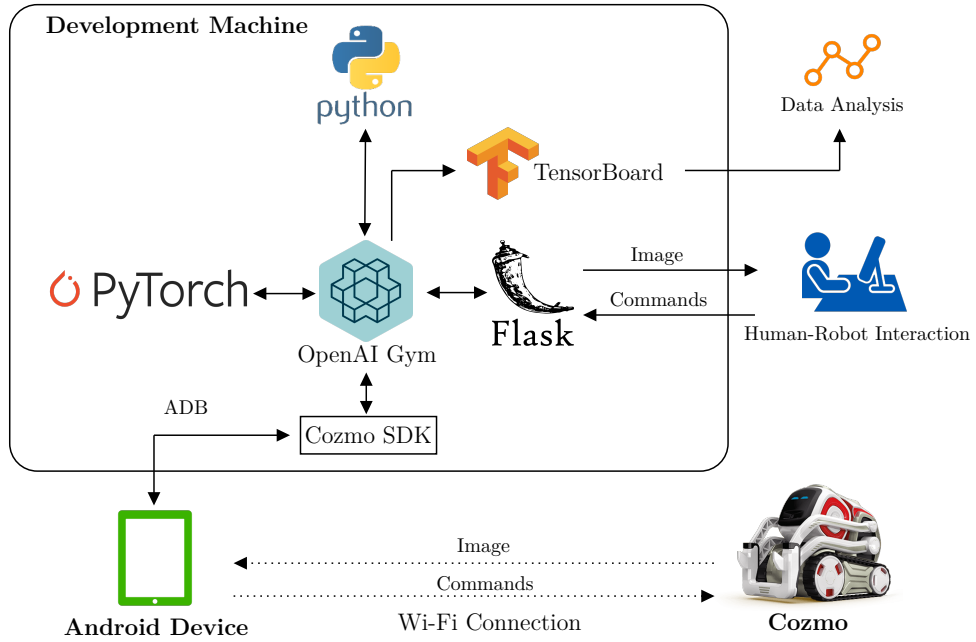 Development Machine
python
Data Analysis
TensorBoard
Image
PyTorch
Commands
Flask
Human-Robot Interaction
OpenAI Gym
ADB
Cozmo SDK
Image
Commands
Wi-Fi Connection
Android Device
Cozmo